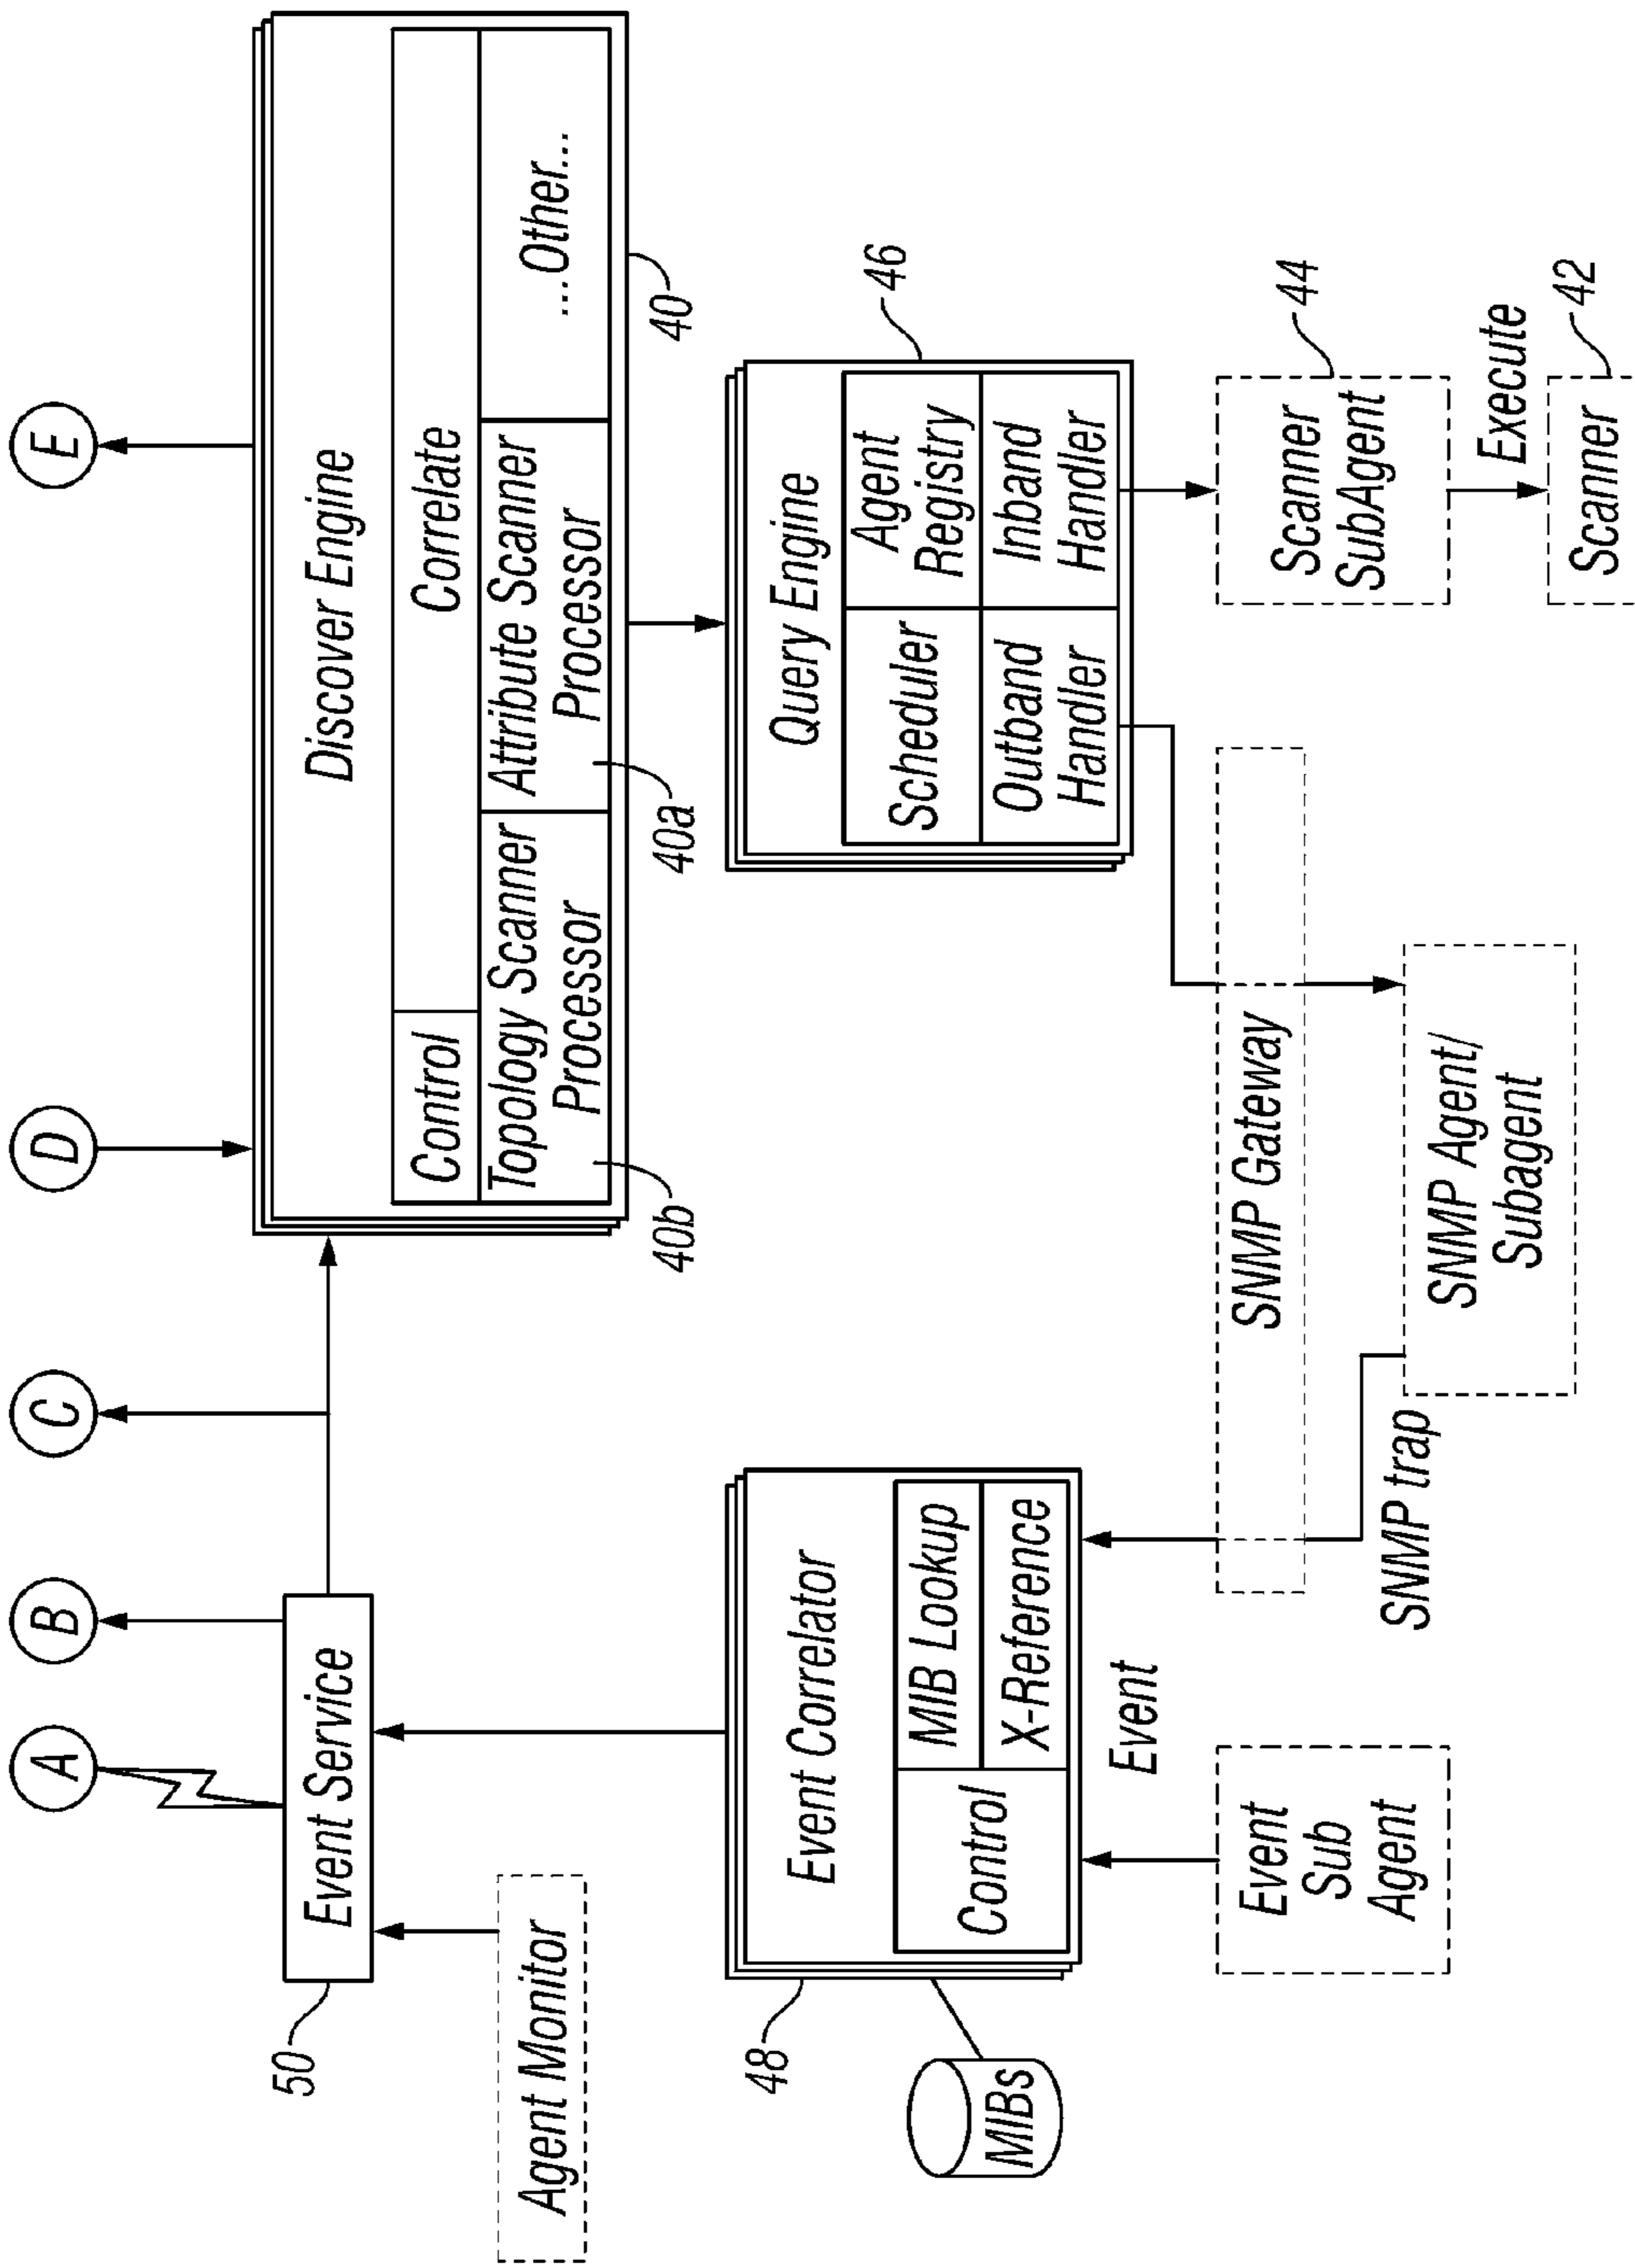 A
B
C
D
E
50
Event Service
Agent Monitor
Discover Engine
Control
Correlate
Topology Scanner
Processor
Attribute Scanner
Processor
...Other...
40b
40a
40
48
Event Correlator
Control
MIB Lookup
X-Reference
MIBs
Query Engine
46
Scheduler
Agent
Registry
Outband
Handler
Inband
Handler
Event
Event
Sub
Agent
SNMP Gateway
SNMP trap
SNMP Agent/
Subagent
Scanner
SubAgent
44
Execute
Scanner
42